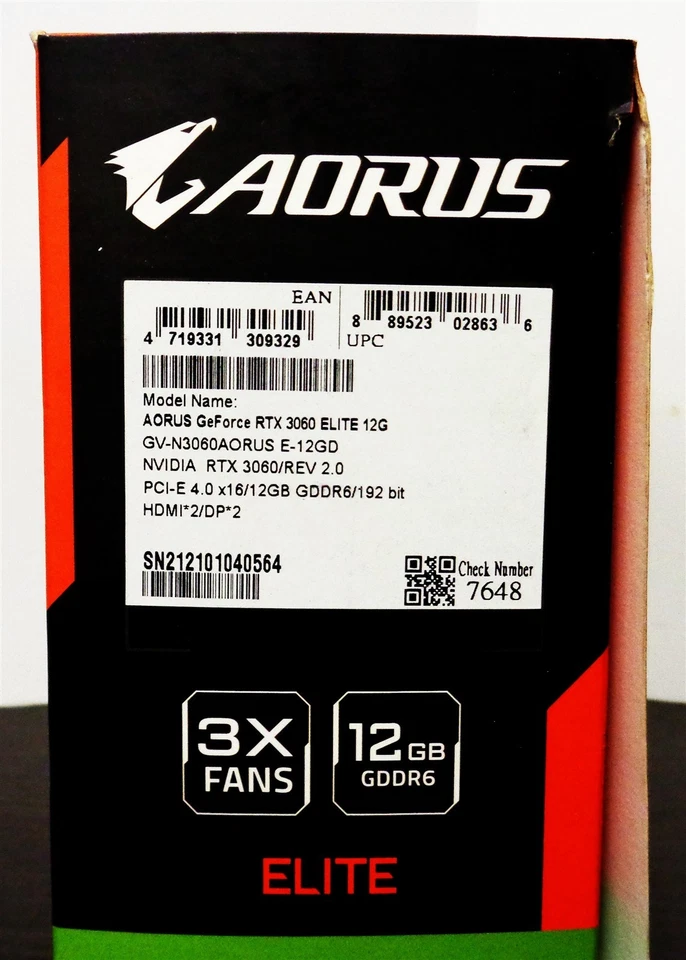 AORUS
EAN
4 719331 309329
8 89523 02863 6
UPC
Model Name:
AORUS GeForce RTX 3060 ELITE 12G
GV-N3060AORUS E-12GD
NVIDIA RTX 3060/REV 2.0
PCI-E 4.0 x16/12GB GDDR6/192 bit
HDMI*2/DP*2
SN212101040564
Check Number
7648
3X
FANS
12GB
GDDR6
ELITE